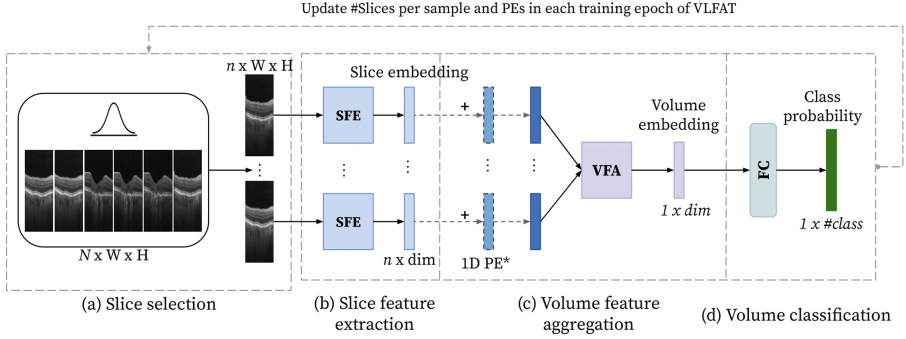 Update #Slices per sample and PEs in each training epoch of VLFAT
n x W x H
N x W x H
(a) Slice selection
Slice embedding
SFE
SFE
n x dim
(b) Slice feature
extraction
+
+
1D PE*
VFA
Volume
embedding
1 x dim
(c) Volume feature
aggregation
FC
Class
probability
1 x #class
(d) Volume classification